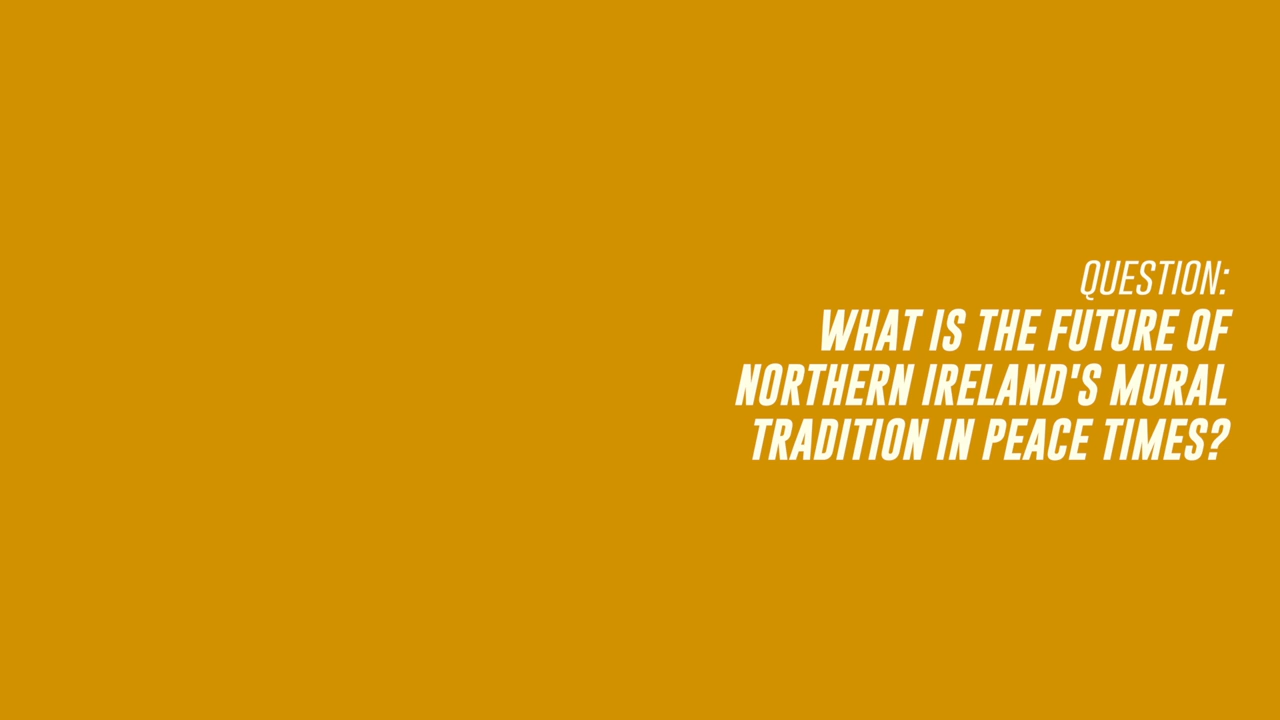 QUESTION:
WHAT IS THE FUTURE OF
NORTHERN IRELAND'S MURAL
TRADITION IN PEACE TIMES?